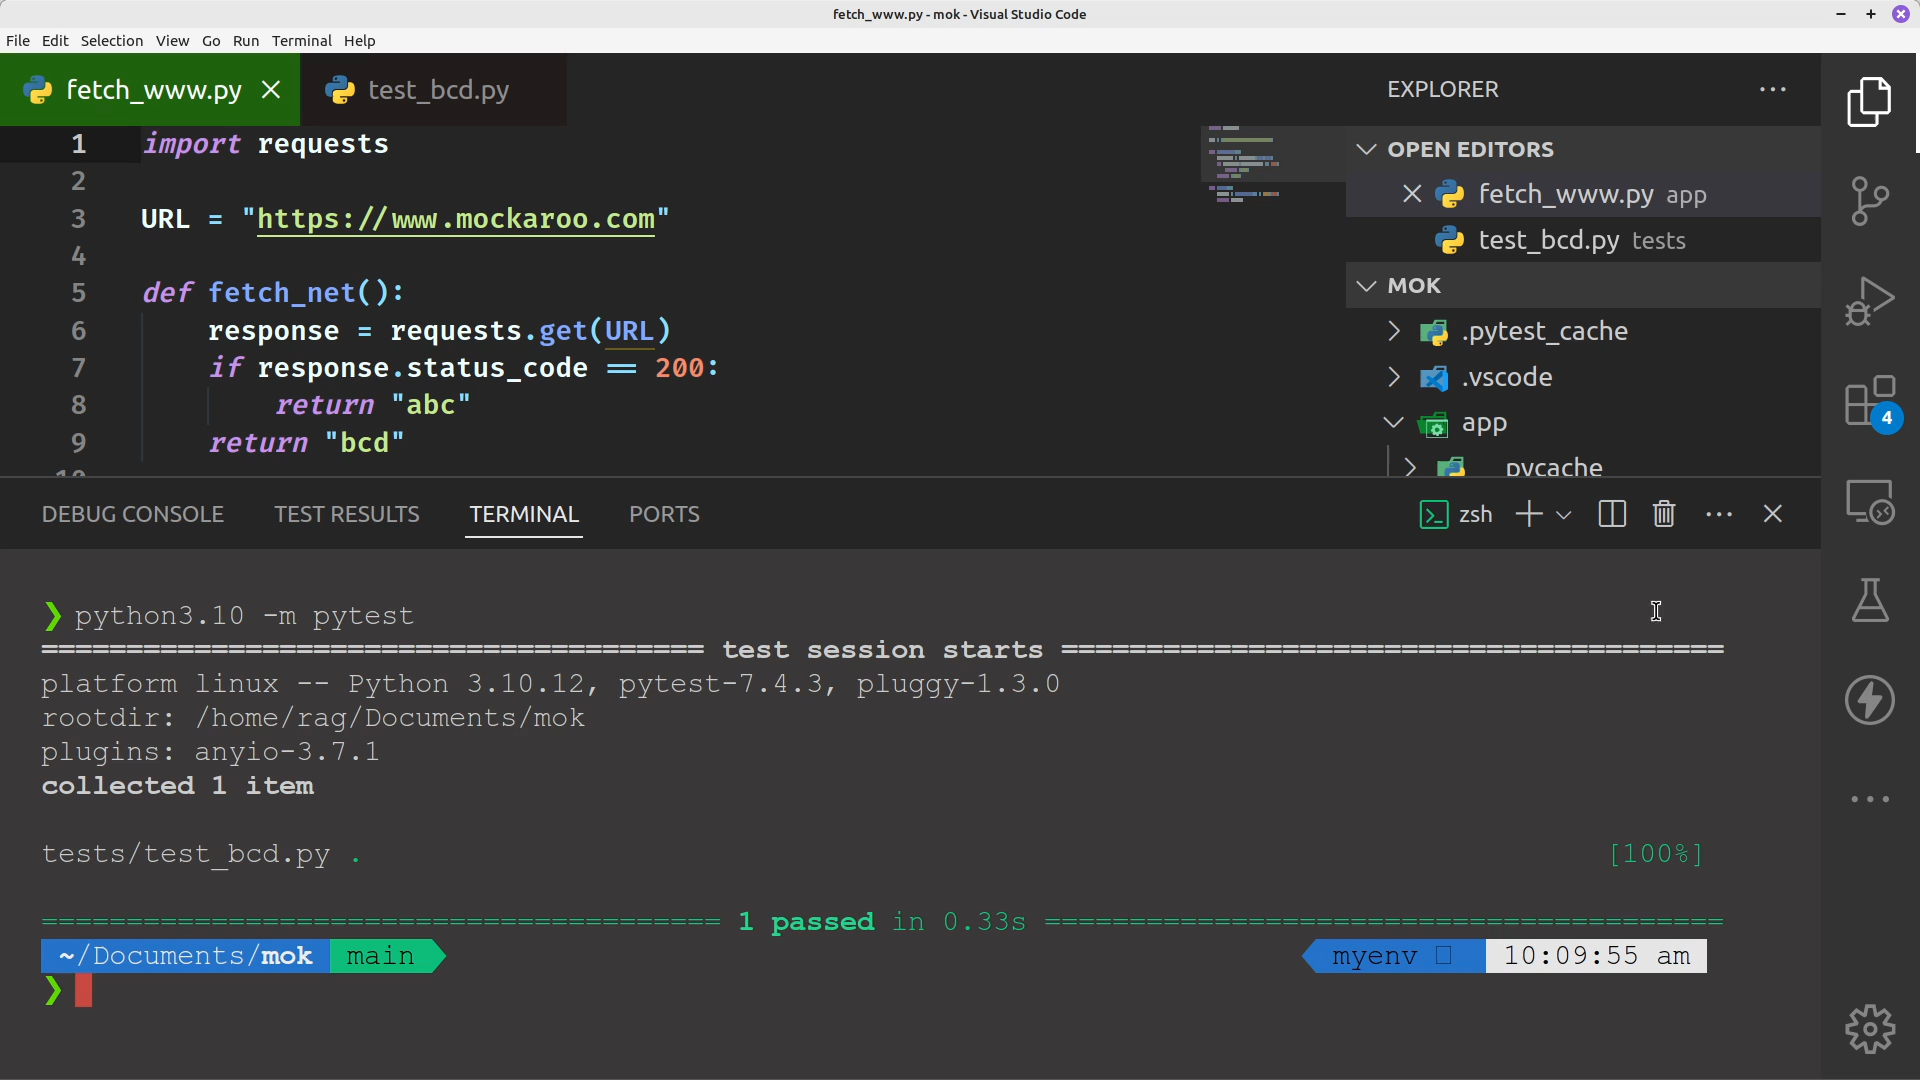 fetch_www.py - mok - Visual Studio Code
File Edit Selection View Go Run Terminal Help
fetch_www.py
test_bcd.py
1 import requests
2
3 URL = "https://www.mockaroo.com"
4
5 def fetch_net():
6 response = requests.get(URL)
7 if response.status_code == 200:
8 return "abc"
9 return "bcd"
10
EXPLORER
OPEN EDITORS
fetch_www.py app
test_bcd.py tests
MOK
.pytest_cache
.vscode
app
__pycache__
4
DEBUG CONSOLE TEST RESULTS TERMINAL PORTS
zsh
❯ python3.10 -m pytest
======================================= test session starts =======================================
platform linux -- Python 3.10.12, pytest-7.4.3, pluggy-1.3.0
rootdir: /home/rag/Documents/mok
plugins: anyio-3.7.1
collected 1 item
tests/test_bcd.py . [100%]
======================================== 1 passed in 0.33s ========================================
~/Documents/mok main
myenv 10:09:55 am
❯